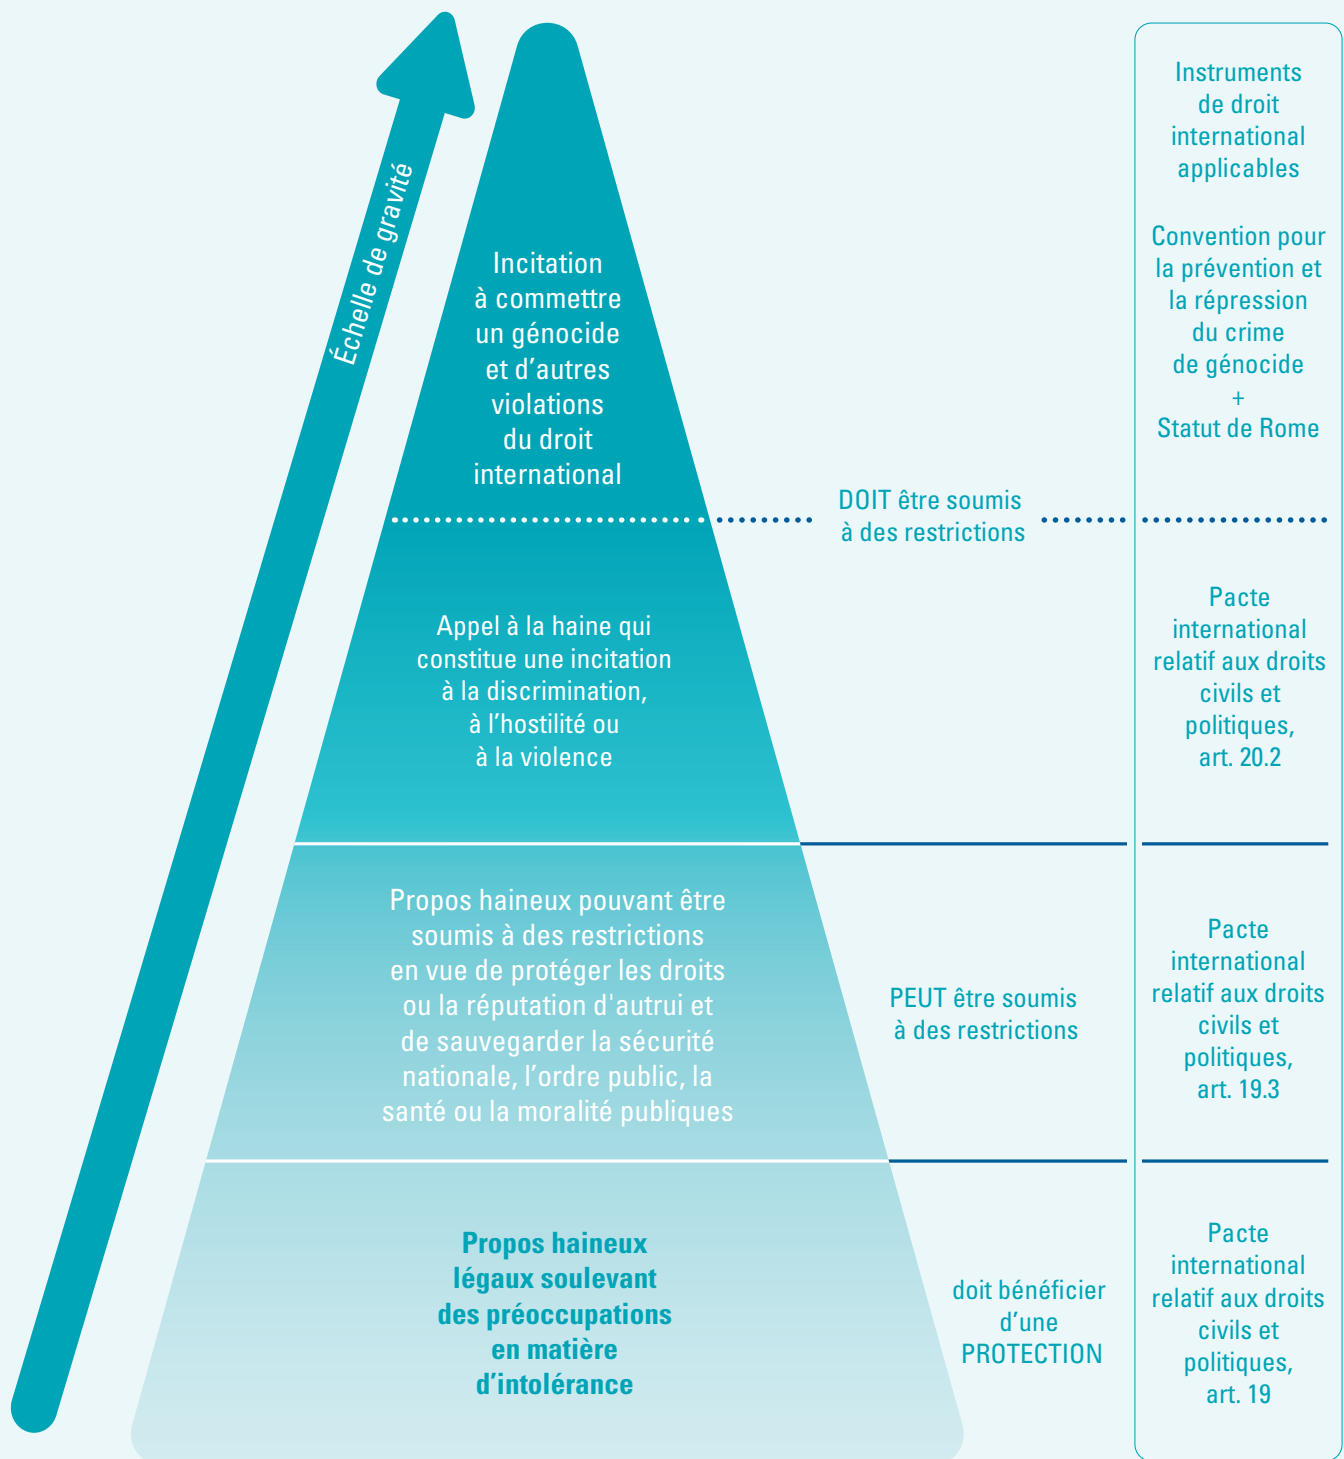 Échelle de gravité
Incitation
à commettre
un génocide
et d’autres
violations
du droit
international
DOIT être soumis
à des restrictions
Instruments
de droit
international
applicables
Convention pour
la prévention et
la répression
du crime
de génocide
+
Statut de Rome
Appel à la haine qui
constitue une incitation
à la discrimination,
à l’hostilité ou
à la violence
Pacte
international
relatif aux droits
civils et
politiques,
art. 20.2
Propos haineux pouvant être
soumis à des restrictions
en vue de protéger les droits
ou la réputation d'autrui et
de sauvegarder la sécurité
nationale, l’ordre public, la
santé ou la moralité publiques
PEUT être soumis
à des restrictions
Pacte
international
relatif aux droits
civils et
politiques,
art. 19.3
Propos haineux
légaux soulevant
des préoccupations
en matière
d’intolérance
doit bénéficier
d’une
PROTECTION
Pacte
international
relatif aux droits
civils et
politiques,
art. 19